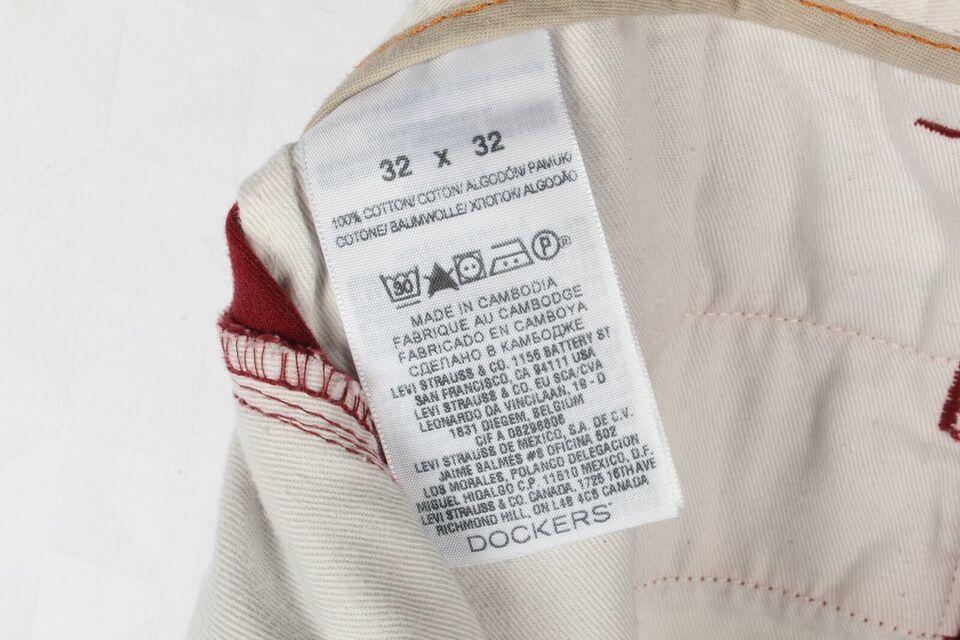 32 x 32
100% COTTON/ COTON/ ALGODÓN/ PAMUK/
COTONE/ BAUMWOLLE/ ХЛОПОК/ ALGODÃO
30 P®
MADE IN CAMBODIA
FABRIQUE AU CAMBODGE
FABRICADO EN CAMBOYA
СДЕЛАНО В КАМБОДЖЕ
LEVI STRAUSS & CO. 1155 BATTERY ST
SAN FRANCISCO, CA 94111 USA
LEVI STRAUSS & CO. EU SCA/CVA
LEONARDO DA VINCILAAN, 19 - D
1831 DIEGEM, BELGIUM
CIF A 08296006
LEVI STRAUSS DE MEXICO, S.A. DE C.V.
JAIME BALMES #8 OFICINA 602
LOS MORALES, POLANCO DELEGACION
MIGUEL HIDALGO C.P. 11510 MEXICO, D.F.
LEVI STRAUSS & CO. CANADA, 1725 16TH AVE
RICHMOND HILL, ON L4B 4C6 CANADA
DOCKERS